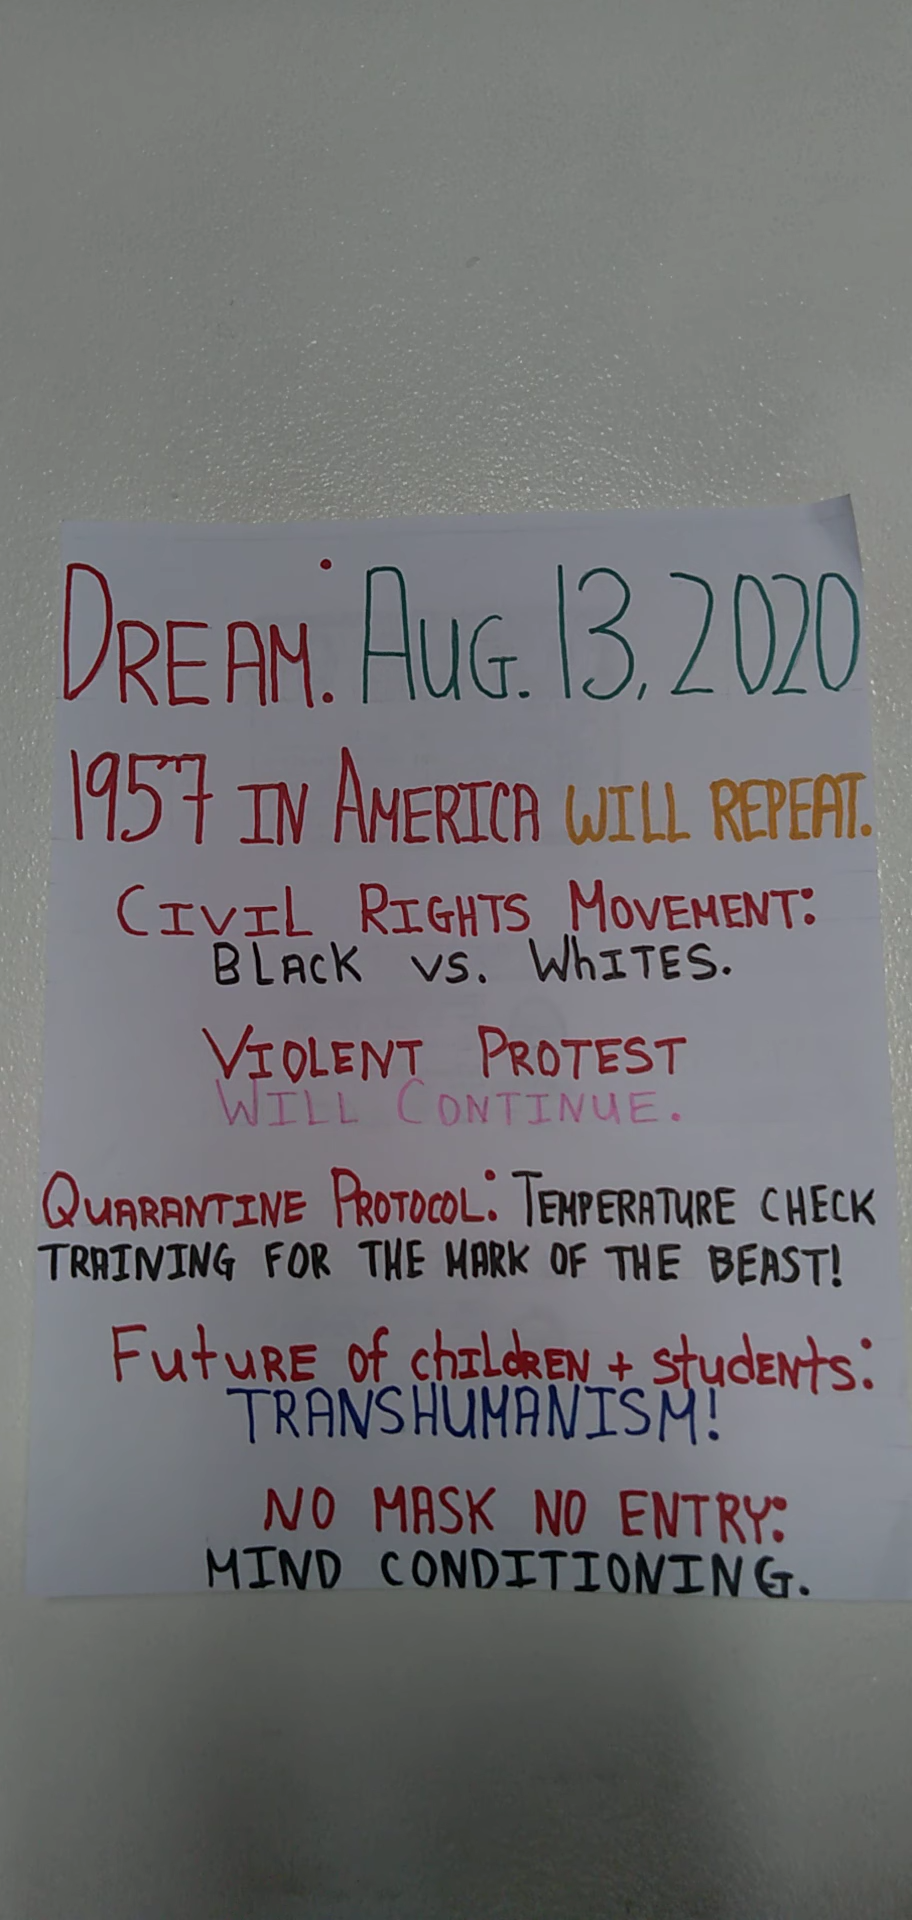 DREAM: AUG. 13, 2020
1957 IN AMERICA WILL REPEAT.
CIVIL RIGHTS MOVEMENT:
BLACK VS. WHITES.
VIOLENT PROTEST
WILL CONTINUE.
QUARANTINE PROTOCOL: TEMPERATURE CHECK
TRAINING FOR THE MARK OF THE BEAST!
FUTURE OF CHILDREN + STUDENTS:
TRANSHUMANISM!
NO MASK NO ENTRY:
MIND CONDITIONING.